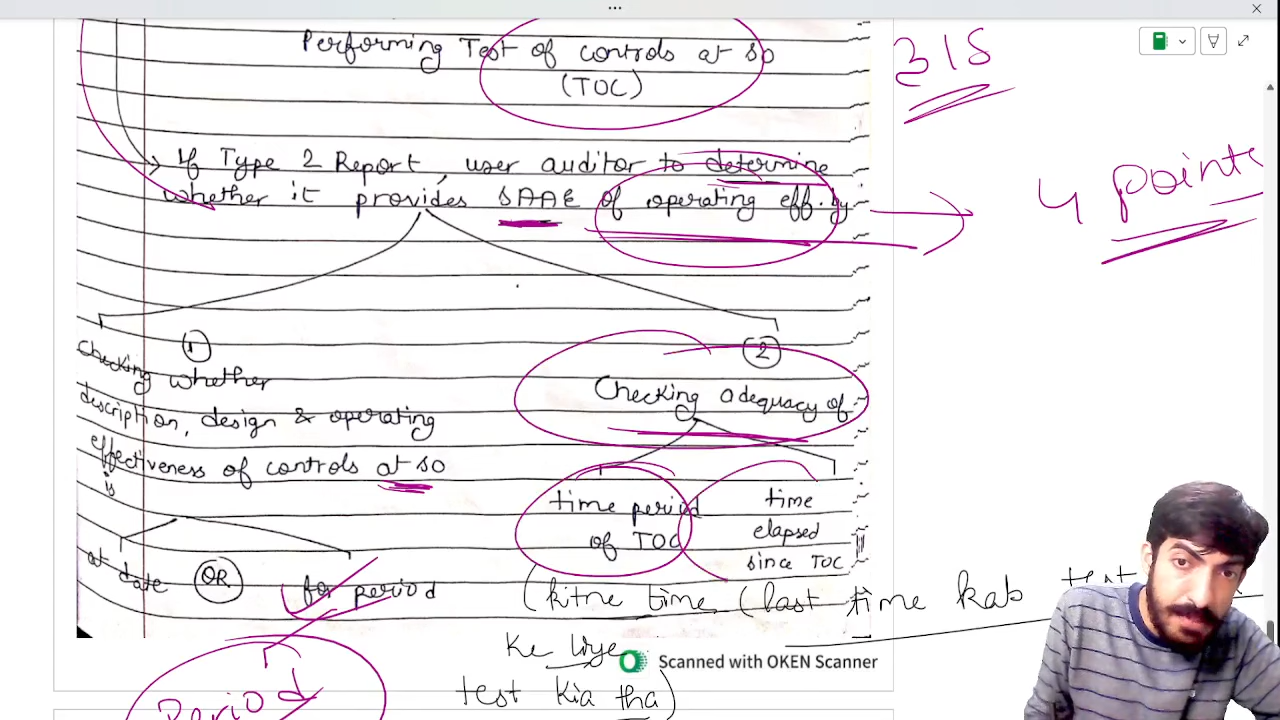 Performing Test of controls at SO
(TOC)
315
If Type 2 Report, user auditor to determine
whether it provides SAAE of operating eff. by
4 points
①
Checking whether
description, design & operating
effectiveness of controls at SO
is
at date OR for period
Period
②
Checking adequacy of
time period
of TOC
time
elapsed
since TOC
(kitne time (last time kab test
ke liye
test kia tha)
Scanned with OKEN Scanner